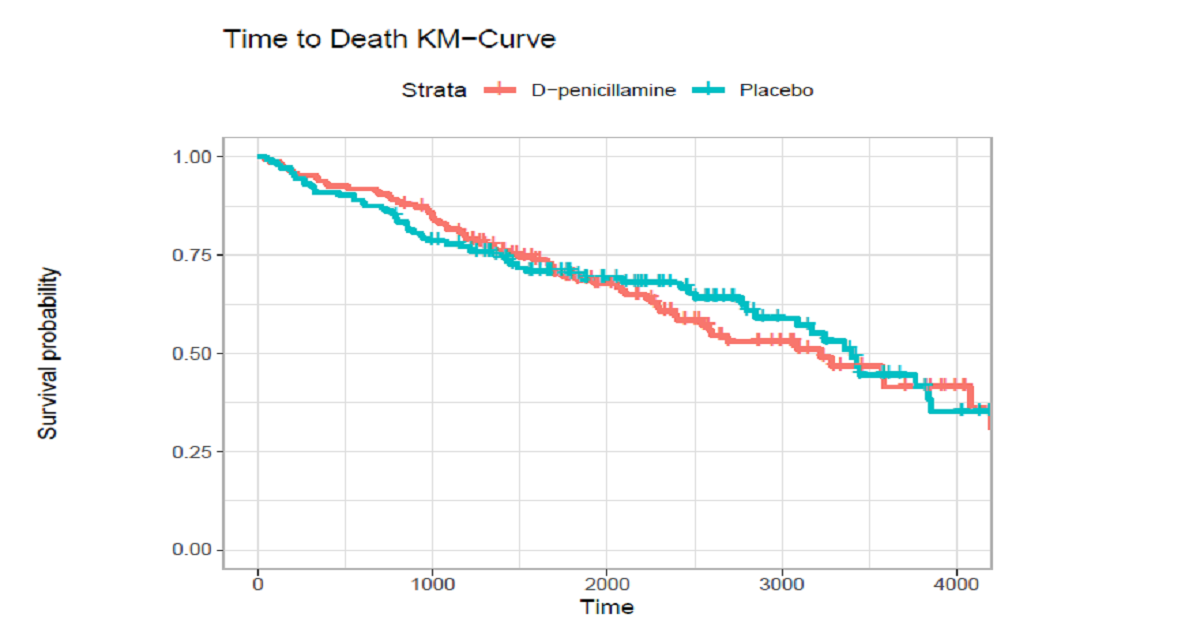 Time to Death KM−Curve
Strata D−penicillamine Placebo
1.00
0.75
0.50
0.25
0.00
Survival probability
0 1000 2000 3000 4000
Time